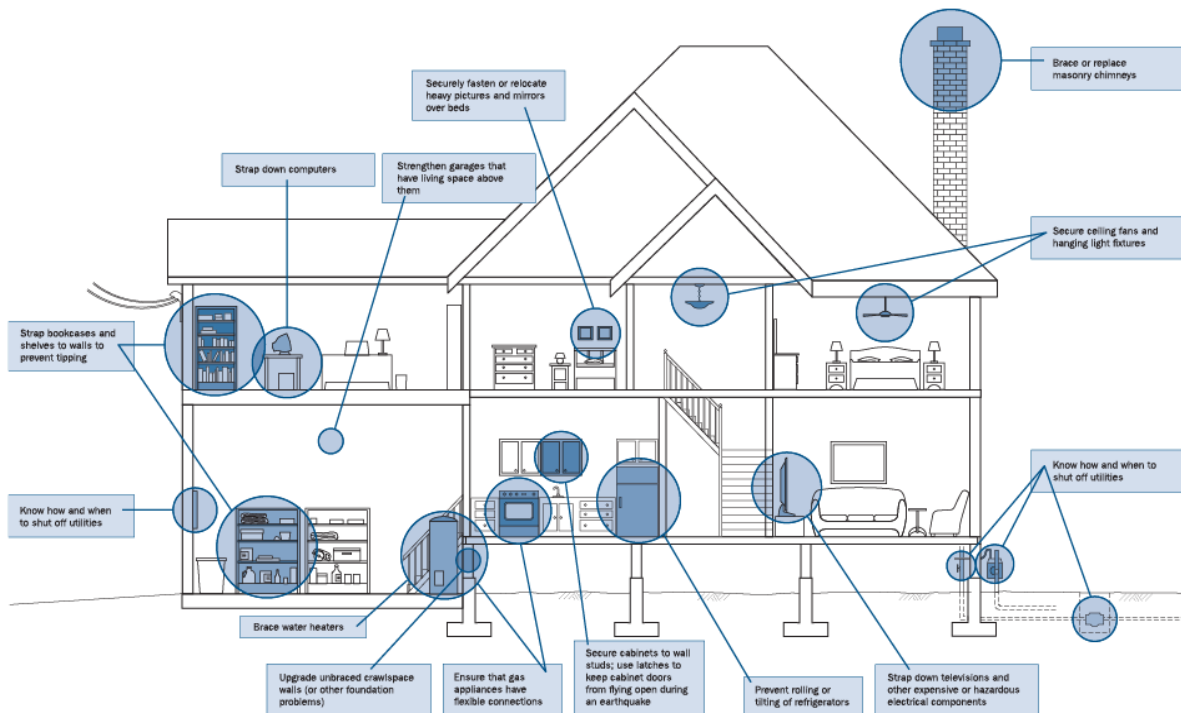 Brace or replace
masonry chimneys
Securely fasten or relocate
heavy pictures and mirrors
over beds
Strap down computers
Strengthen garages that
have living space above
them
Secure ceiling fans and
hanging light fixtures
Strap bookcases and
shelves to walls to
prevent tipping
Know how and when to
shut off utilities
Know how and when
to shut off utilities
Brace water heaters
Upgrade unbraced crawlspace
walls (or other foundation
problems)
Ensure that gas
appliances have
flexible connections
Secure cabinets to wall
studs; use latches to
keep cabinet doors
from flying open during
an earthquake
Prevent rolling or
tilting of refrigerators
Strap down televisions and
other expensive or hazardous
electrical components